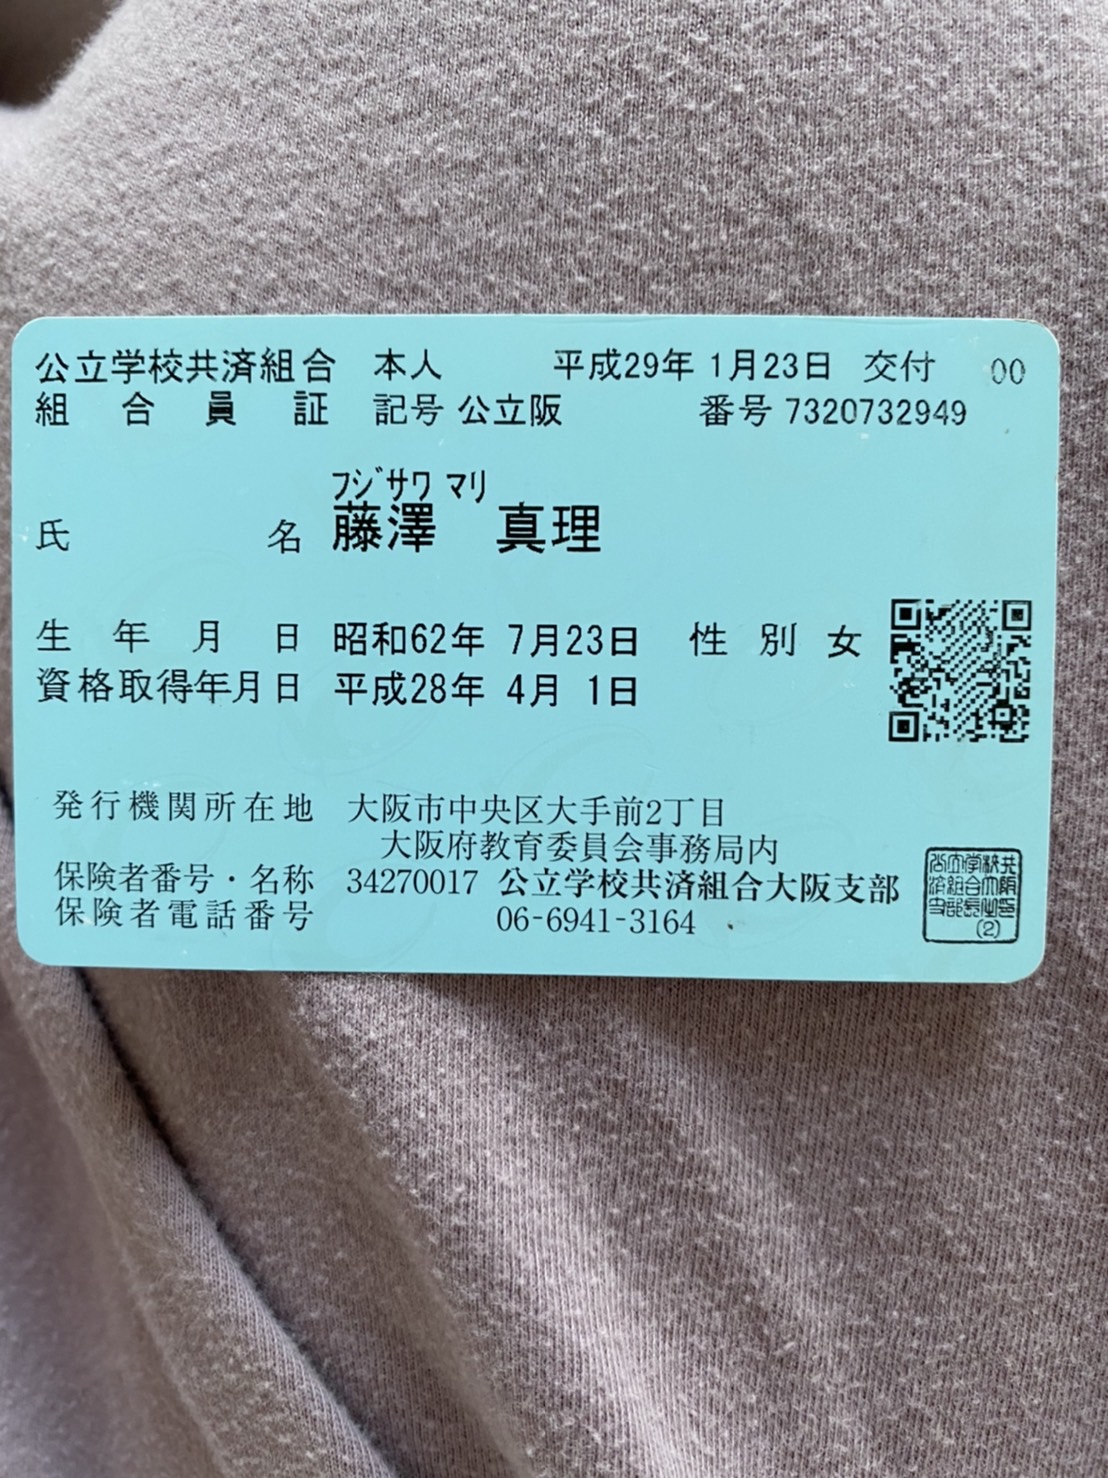 公立学校共済組合 本人 平成29年 1月23日 交付 00
組合員証 記号 公立阪 番号 7320732949
フジサワ マリ
氏名 藤澤 真理
生年月日 昭和62年 7月23日 性別 女
資格取得年月日 平成28年 4月 1日
発行機関所在地 大阪市中央区大手前2丁目
大阪府教育委員会事務局内
保険者番号・名称 34270017 公立学校共済組合大阪支部
保険者電話番号 06-6941-3164
(2)